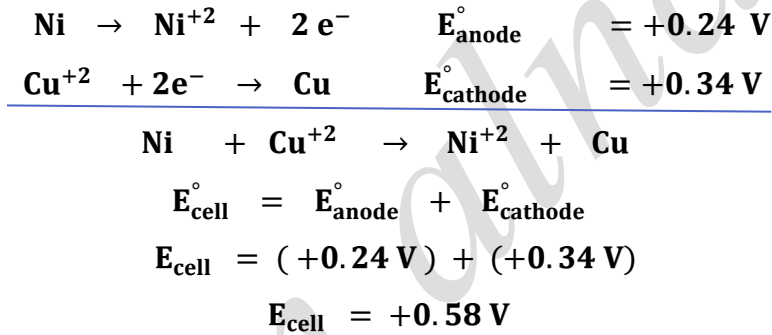 Ni → Ni⁺² + 2 e⁻ E°anode = +0.24 V
Cu⁺² + 2e⁻ → Cu E°cathode = +0.34 V
Ni + Cu⁺² → Ni⁺² + Cu
E°cell = E°anode + E°cathode
Ecell = ( +0.24 V ) + (+0.34 V)
Ecell = +0.58 V